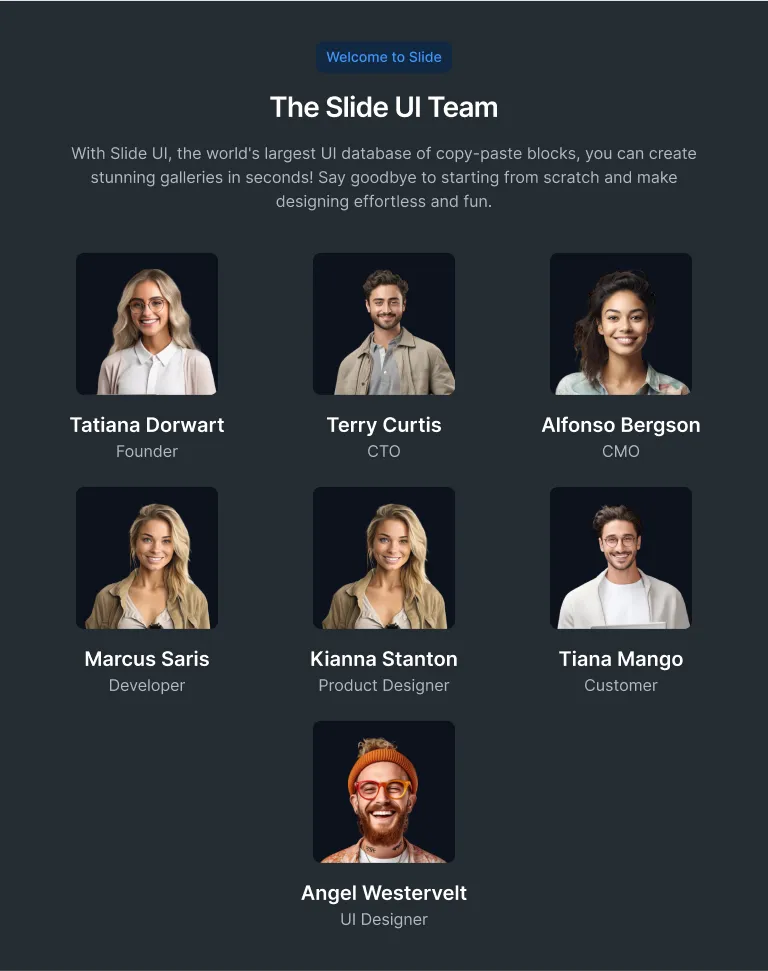 Welcome to Slide
The Slide UI Team
With Slide UI, the world's largest UI database of copy-paste blocks, you can create
stunning galleries in seconds! Say goodbye to starting from scratch and make
designing effortless and fun.
Tatiana Dorwart
Founder
Terry Curtis
CTO
Alfonso Bergson
CMO
Marcus Saris
Developer
Kianna Stanton
Product Designer
Tiana Mango
Customer
Angel Westervelt
UI Designer